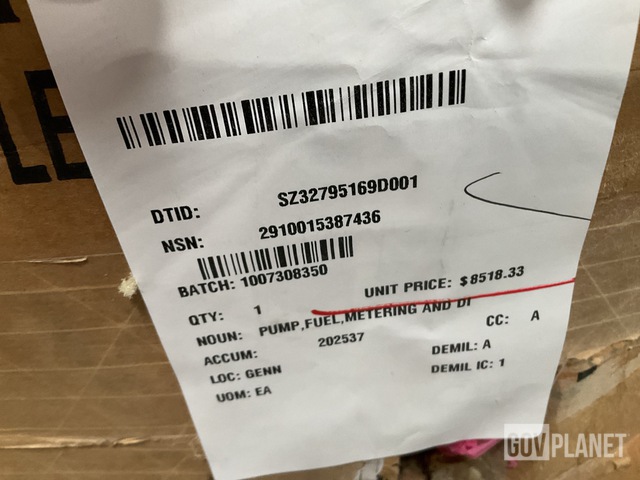 LE
DTID: SZ32795169D001
NSN: 2910015387436
BATCH: 1007308350
QTY: 1 UNIT PRICE: $8518.33
NOUN: PUMP,FUEL,METERING AND DI
ACCUM: 202537 CC: A
LOC: GENN DEMIL: A
UOM: EA DEMIL IC: 1
GOVPLANET